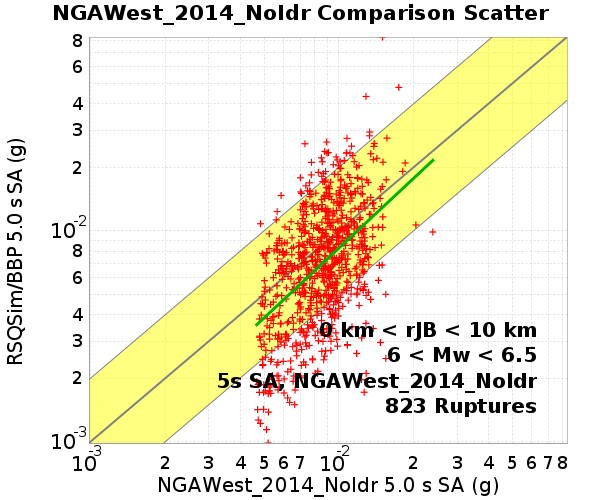 NGAWest_2014_NoIdr Comparison Scatter
RSQSim/BBP 5.0 s SA (g)
8
6
4
3
2
10-2
8
6
4
3
2
10-3
0 km < rJB < 10 km
6 < Mw < 6.5
5s SA, NGAWest_2014_NoIdr
823 Ruptures
10-3 2 3 4 5 6 7 10-2 2 3 4 5 6 7 8
NGAWest_2014_NoIdr 5.0 s SA (g)